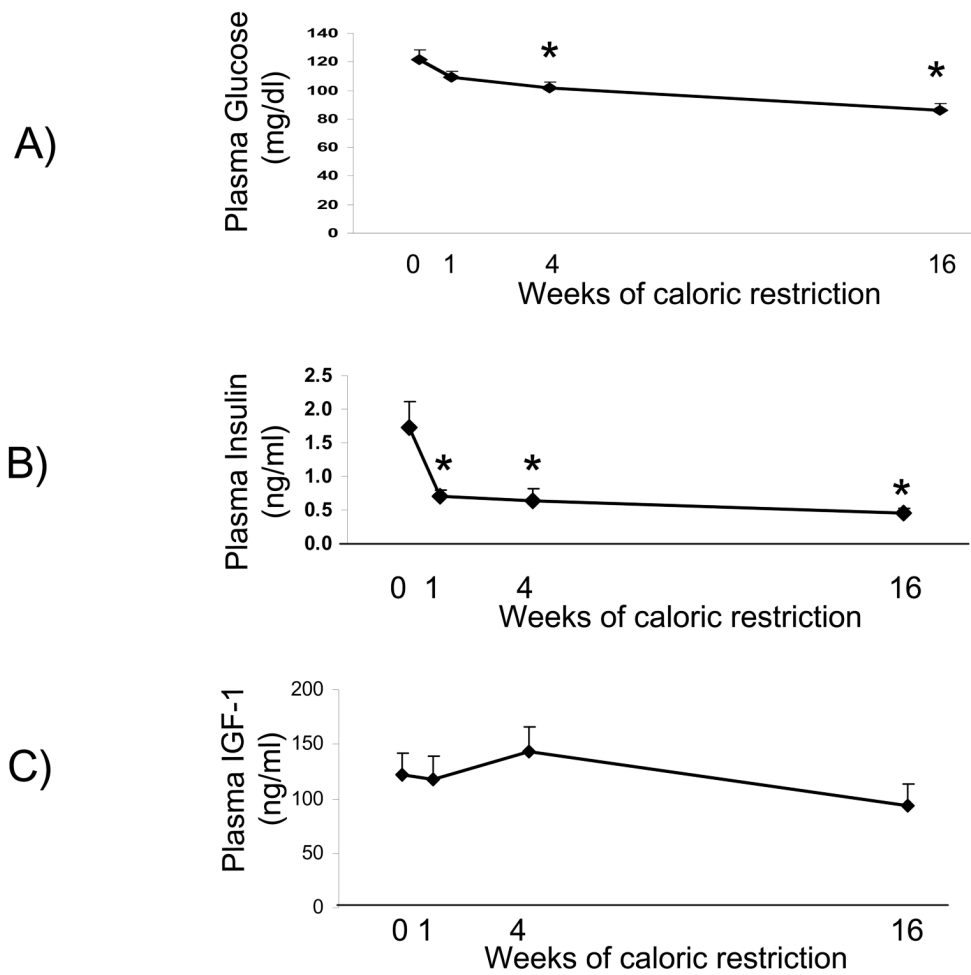 A)
Plasma Glucose
(mg/dl)
140
120
100
80
60
40
20
0
*
*
0 1 4 16
Weeks of caloric restriction
B)
Plasma Insulin
(ng/ml)
2.5
2.0
1.5
1.0
0.5
0.0
*
*
*
0 1 4 16
Weeks of caloric restriction
C)
Plasma IGF-1
(ng/ml)
200
150
100
50
0
0 1 4 16
Weeks of caloric restriction